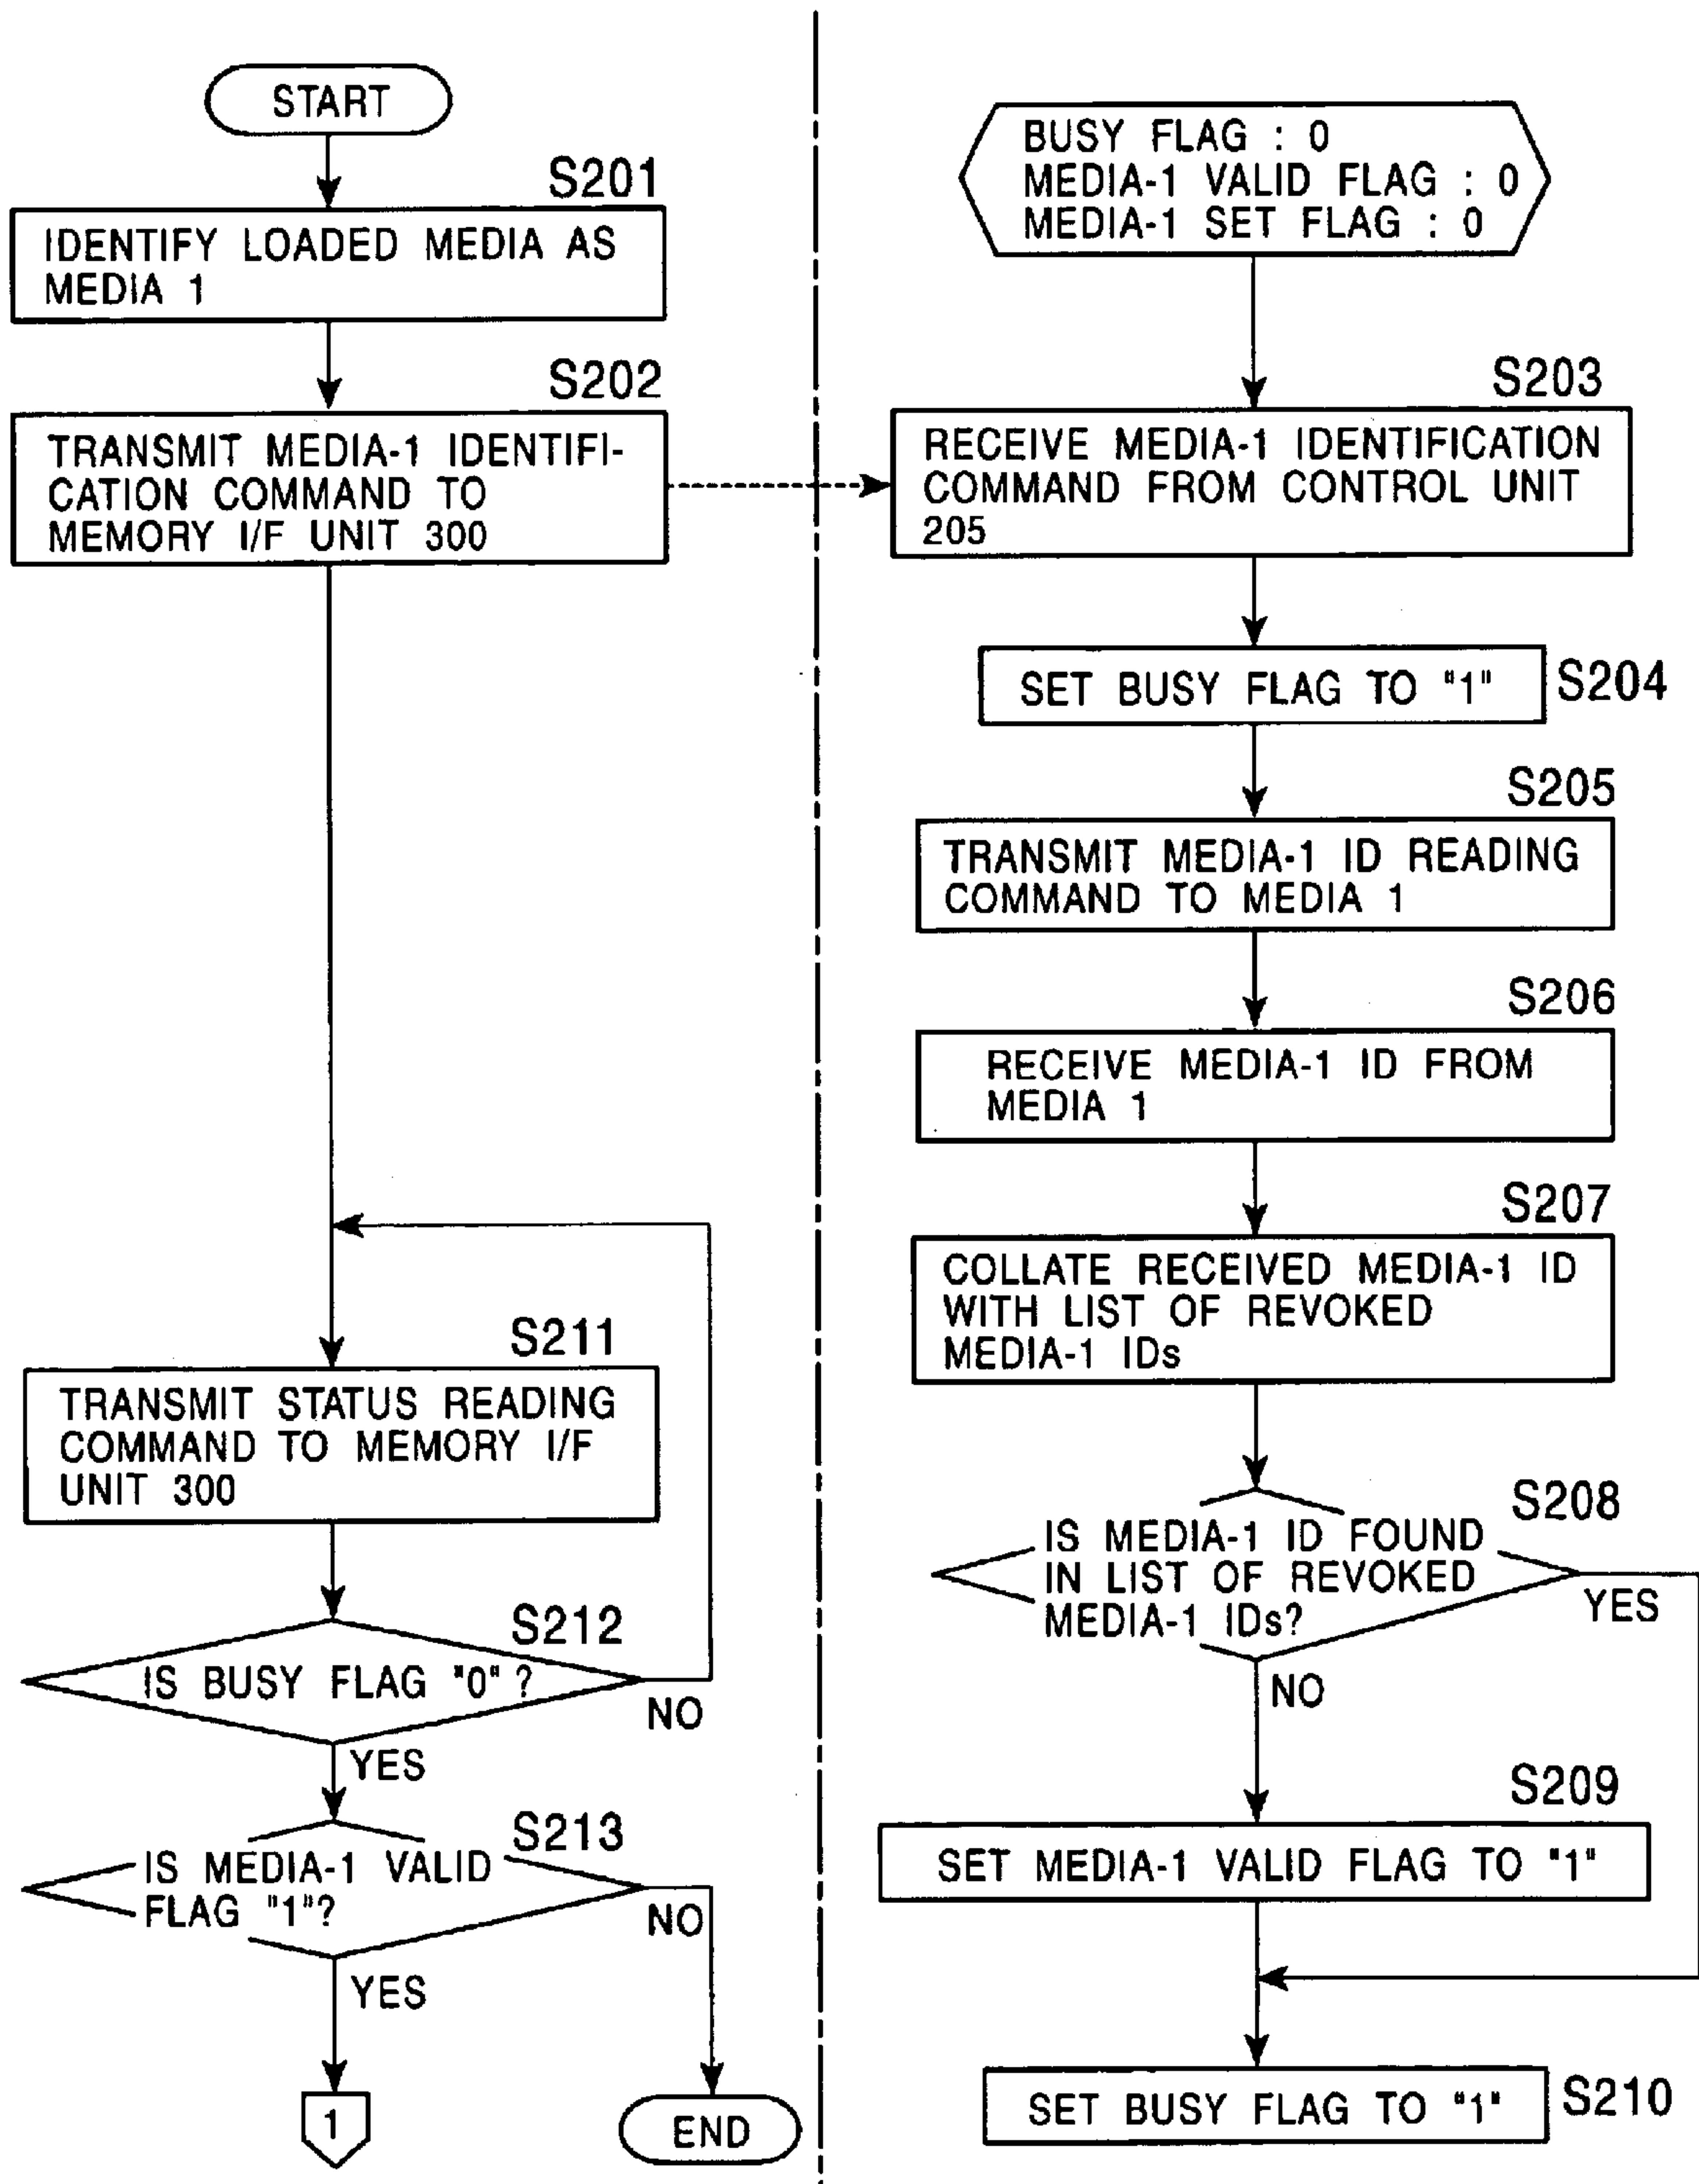 START
S201
IDENTIFY LOADED MEDIA AS
MEDIA 1
S202
TRANSMIT MEDIA-1 IDENTIFI-
CATION COMMAND TO
MEMORY I/F UNIT 300
S211
TRANSMIT STATUS READING
COMMAND TO MEMORY I/F
UNIT 300
S212
IS BUSY FLAG "0" ?
NO
YES
S213
IS MEDIA-1 VALID
FLAG "1"?
NO
YES
1
END
BUSY FLAG : 0
MEDIA-1 VALID FLAG : 0
MEDIA-1 SET FLAG : 0
S203
RECEIVE MEDIA-1 IDENTIFICATION
COMMAND FROM CONTROL UNIT
205
SET BUSY FLAG TO "1"
S204
S205
TRANSMIT MEDIA-1 ID READING
COMMAND TO MEDIA 1
S206
RECEIVE MEDIA-1 ID FROM
MEDIA 1
S207
COLLATE RECEIVED MEDIA-1 ID
WITH LIST OF REVOKED
MEDIA-1 IDs
S208
IS MEDIA-1 ID FOUND
IN LIST OF REVOKED
MEDIA-1 IDs?
YES
NO
S209
SET MEDIA-1 VALID FLAG TO "1"
SET BUSY FLAG TO "1"
S210